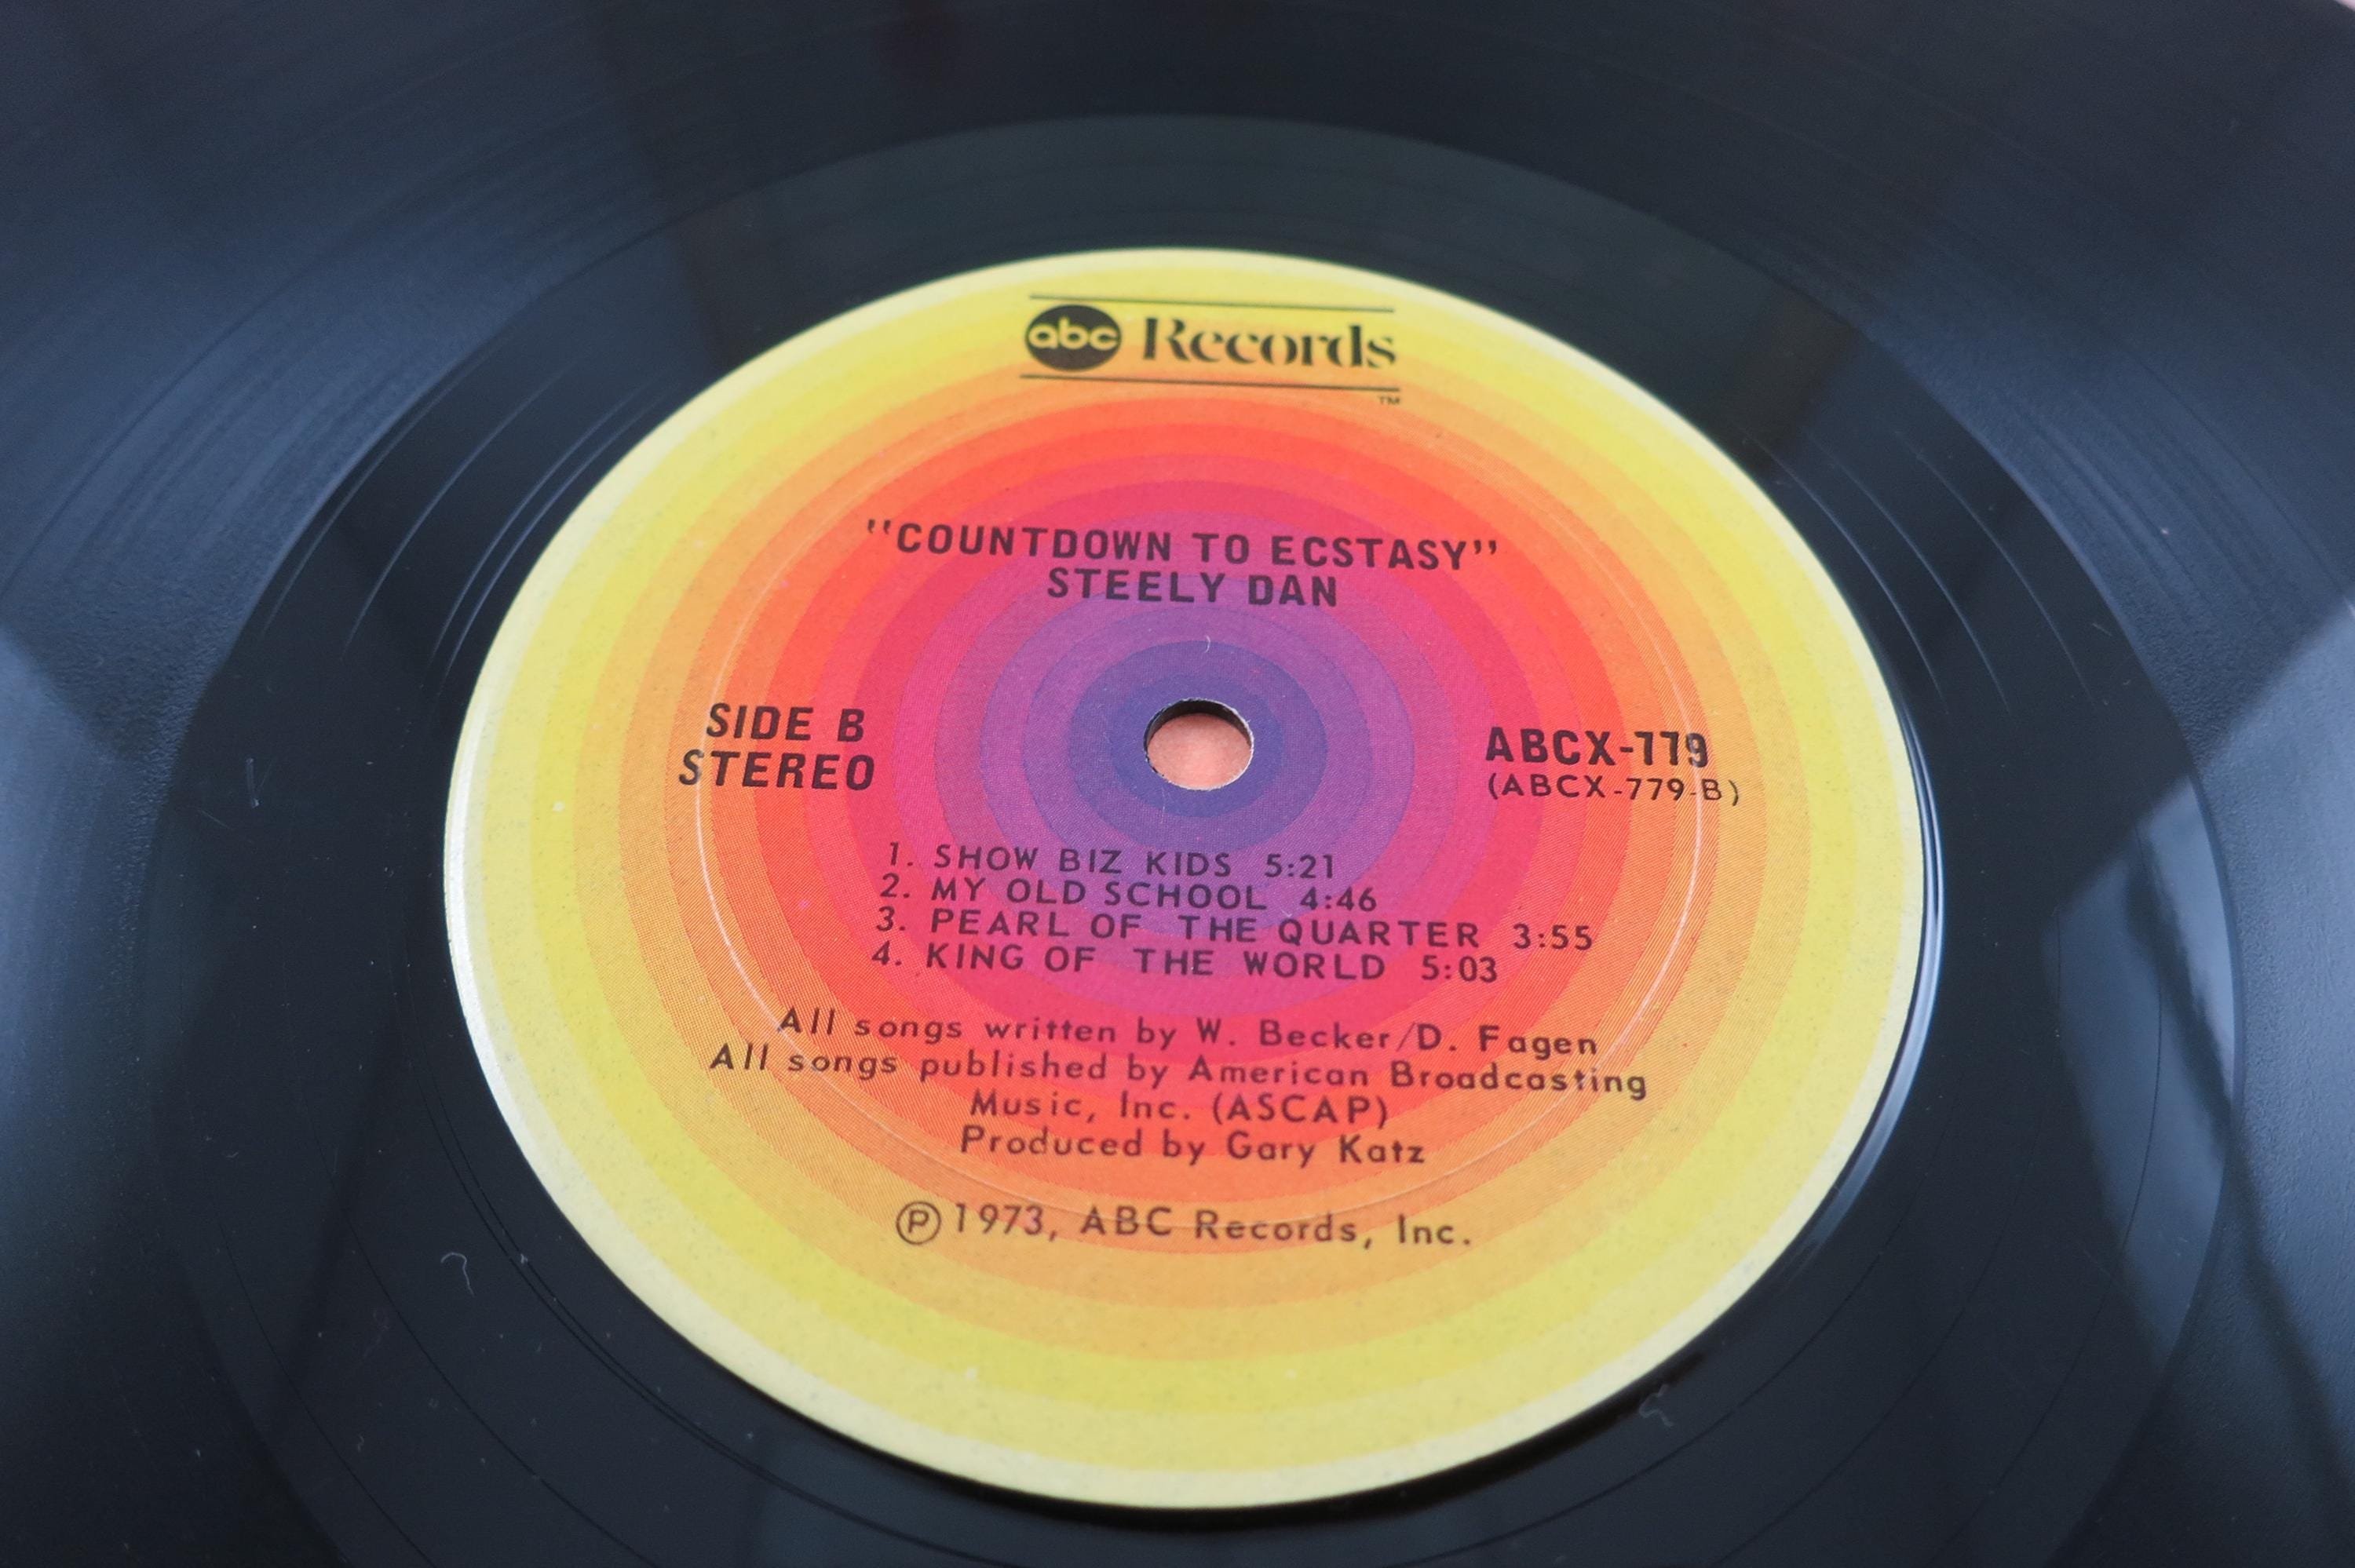 abc Records
TM
"COUNTDOWN TO ECSTASY"
STEELY DAN
SIDE B
STEREO
ABCX-779
(ABCX-779-B)
1. SHOW BIZ KIDS 5:21
2. MY OLD SCHOOL 4:46
3. PEARL OF THE QUARTER 3:55
4. KING OF THE WORLD 5:03
All songs written by W. Becker/D. Fagen
All songs published by American Broadcasting
Music, Inc. (ASCAP)
Produced by Gary Katz
℗ 1973, ABC Records, Inc.